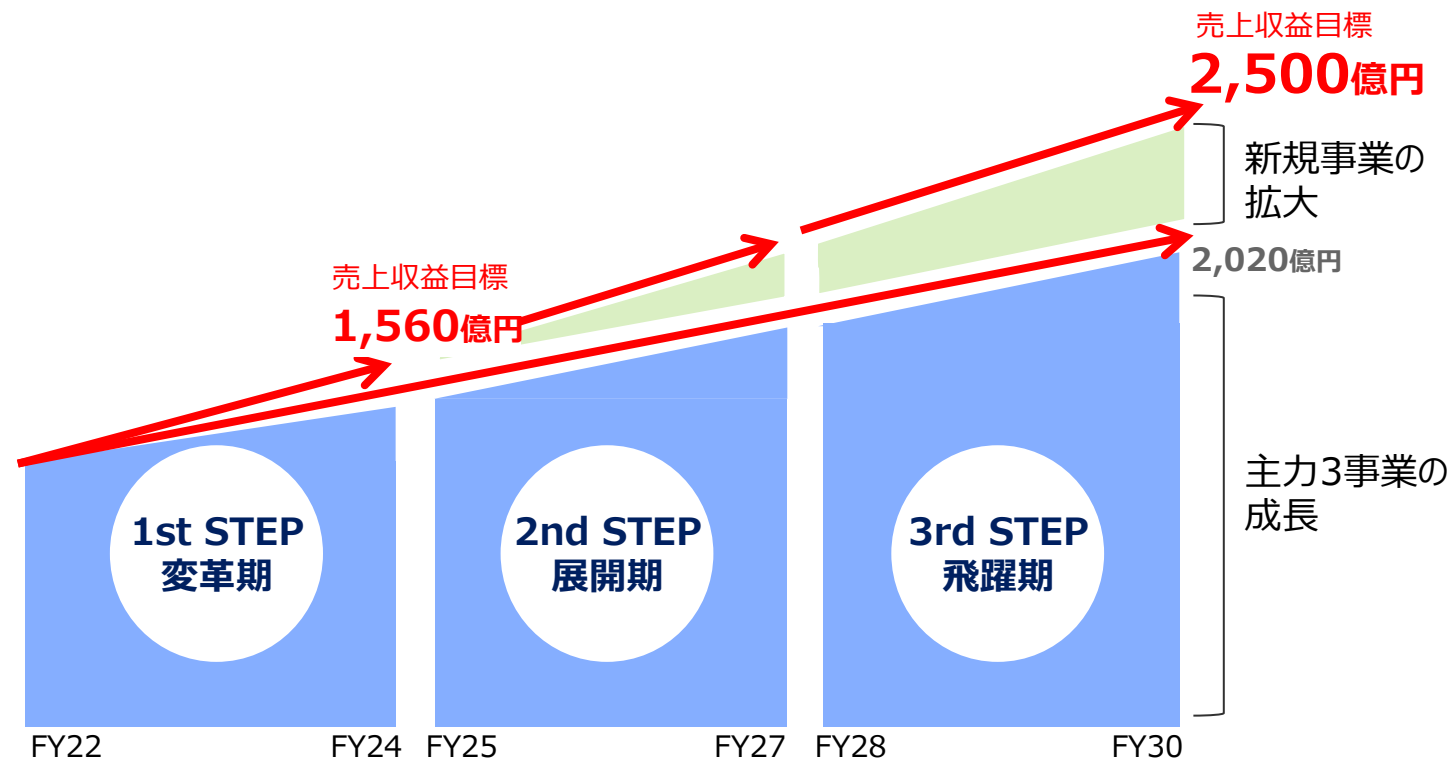 売上収益目標
2,500億円
新規事業の
拡大
2,020億円
売上収益目標
1,560億円
主力3事業の
成長
1st STEP
変革期
2nd STEP
展開期
3rd STEP
飛躍期
FY22
FY24
FY25
FY27
FY28
FY30